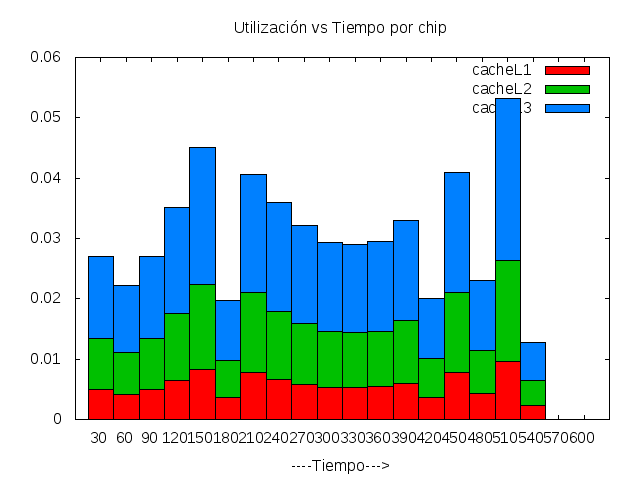 Utilización vs Tiempo por chip
0.06
0.05
0.04
0.03
0.02
0.01
0
cacheL1
cacheL2
cac 3
30 60 90 120 150 180 210 240 270 300 330 360 390 420 450 480 510 540 570 600
----Tiempo--->